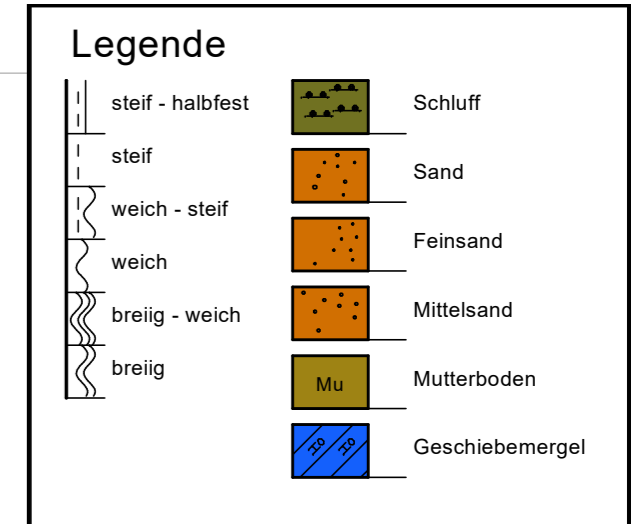 Legende
steif - halbfest
steif
weich - steif
weich
breiig - weich
breiig
Schluff
Sand
Feinsand
Mittelsand
Mu
Mutterboden
Geschiebemergel